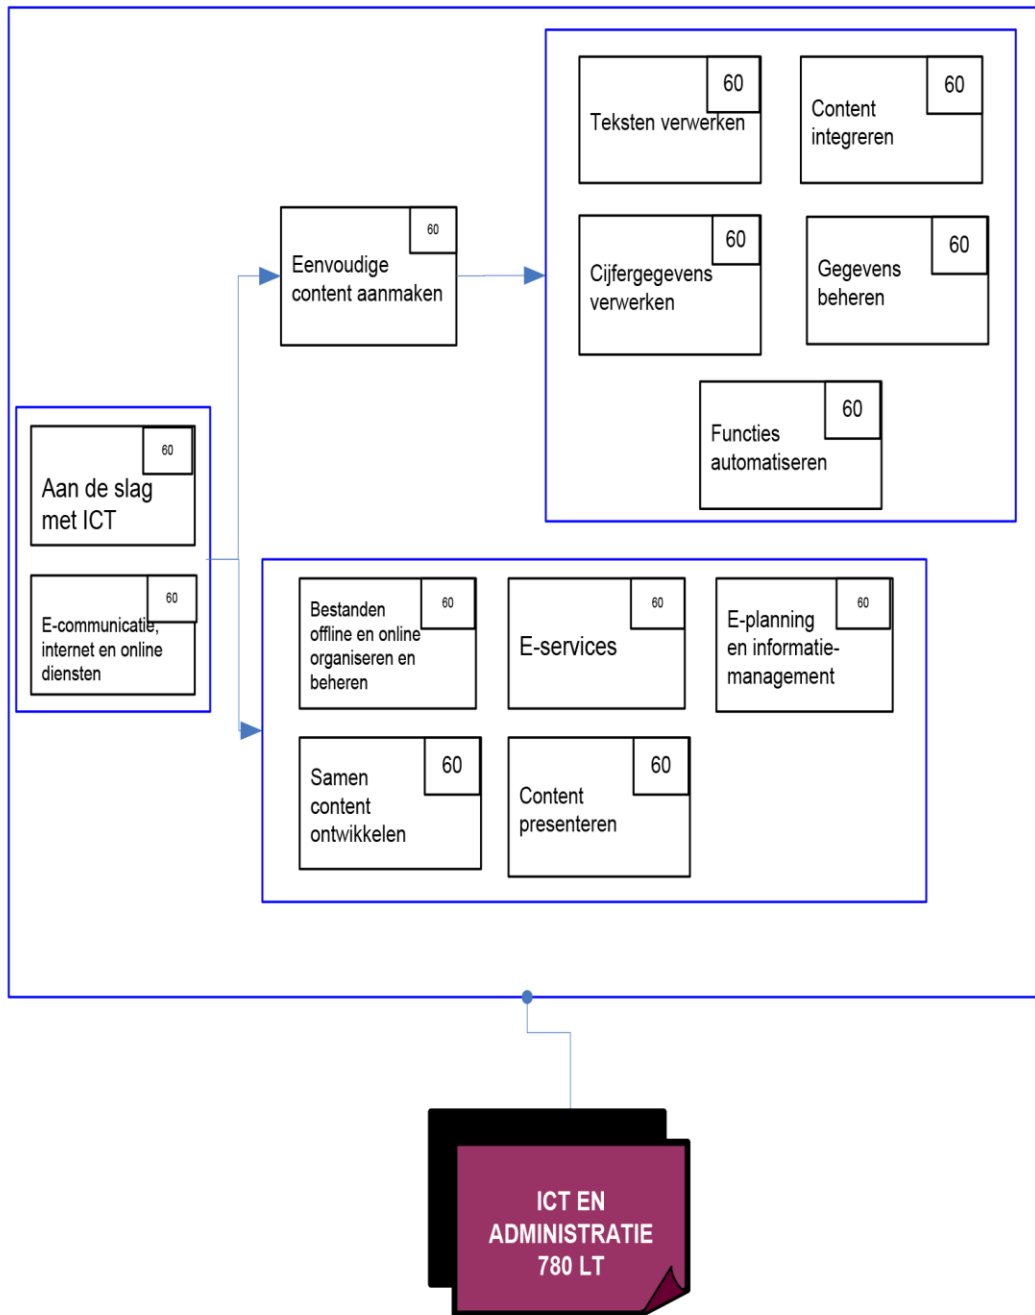 60
Teksten verwerken
60
Content
integreren
60
Eenvoudige
content aanmaken
60
Cijfergegevens
verwerken
60
Gegevens
beheren
60
Functies
automatiseren
60
Aan de slag
met ICT
60
E-communicatie,
internet en online
diensten
60
Bestanden
offline en online
organiseren en
beheren
60
E-services
60
E-planning
en informatie-
management
60
Samen
content
ontwikkelen
60
Content
presenteren
ICT EN
ADMINISTRATIE
780 LT